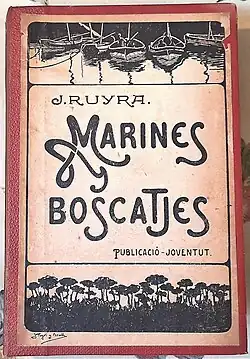 J. RUYRA.
MARINES
Y
BOSCATJES
PUBLICACIÓ-JOVENTUT.